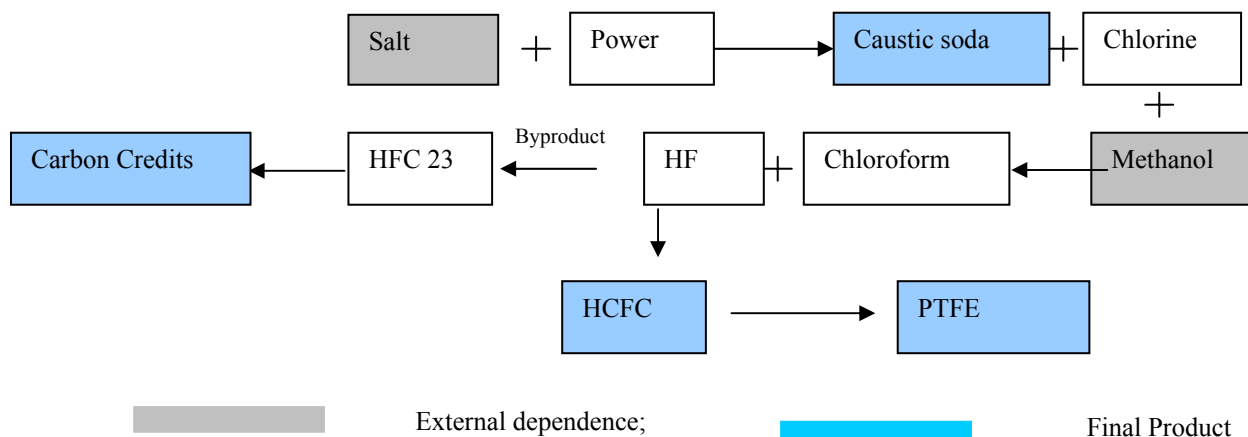 Salt + Power Caustic soda + Chlorine
+
Byproduct
Carbon Credits HFC 23 HF + Chloroform Methanol
HCFC PTFE
External dependence; Final Product